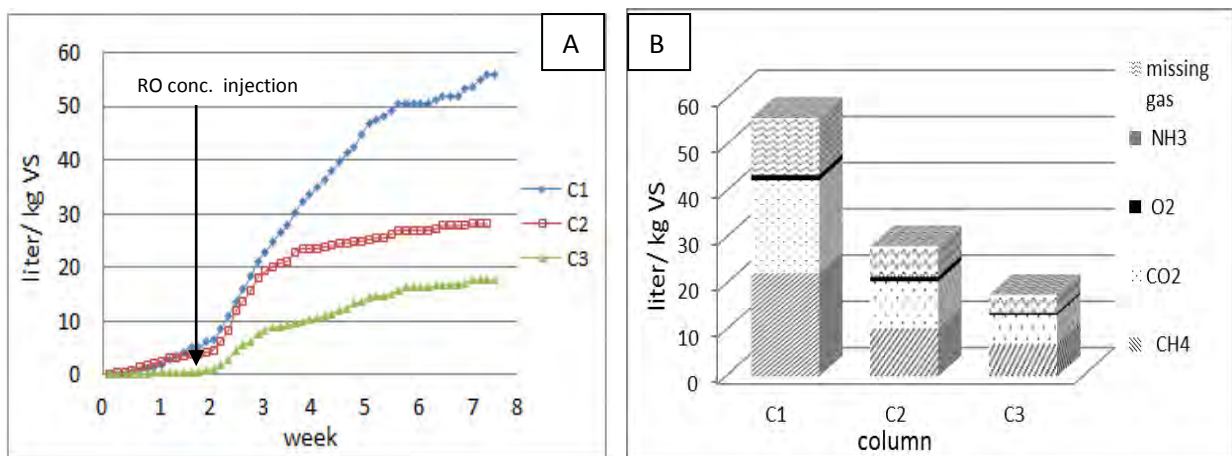 A
RO conc. injection
60
50
40
30
20
10
0
liter/ kg VS
0 1 2 3 4 5 6 7 8
week
C1
C2
C3
B
60
50
40
30
20
10
0
liter/ kg VS
C1 C2 C3
column
missing
gas
NH3
O2
CO2
CH4